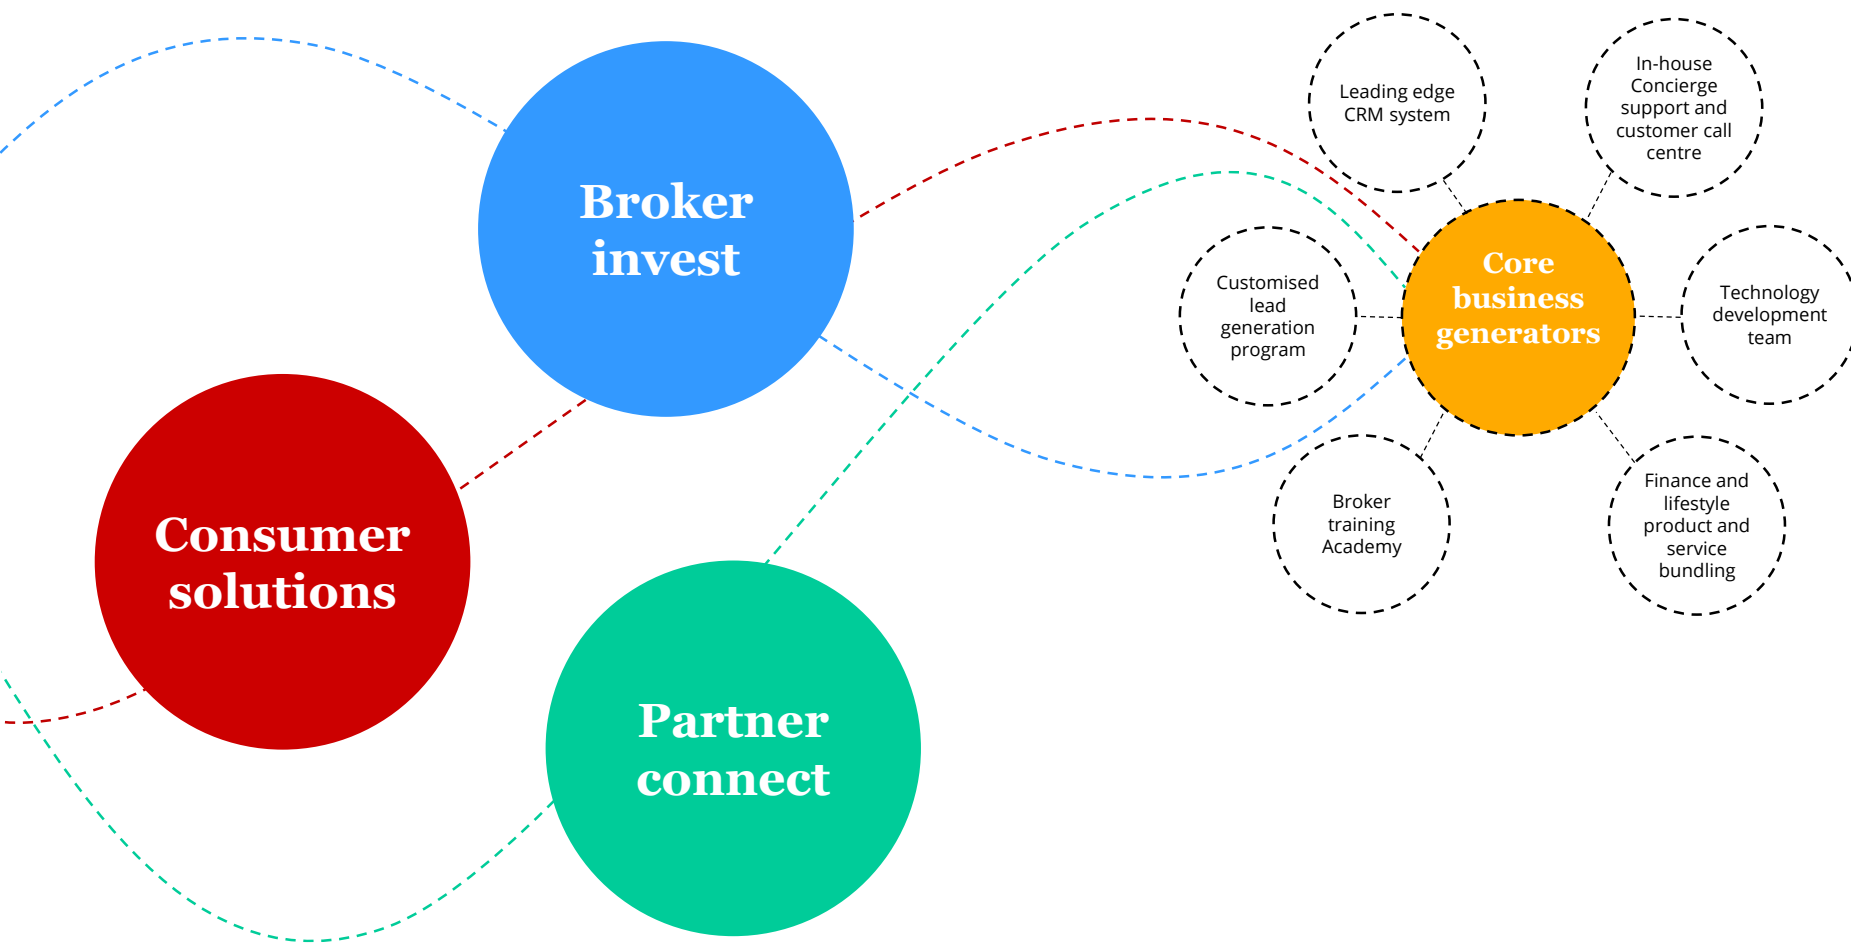 Broker
invest
Consumer
solutions
Partner
connect
Core
business
generators
Leading edge
CRM system
In-house
Concierge
support and
customer call
centre
Customised
lead
generation
program
Technology
development
team
Broker
training
Academy
Finance and
lifestyle
product and
service
bundling